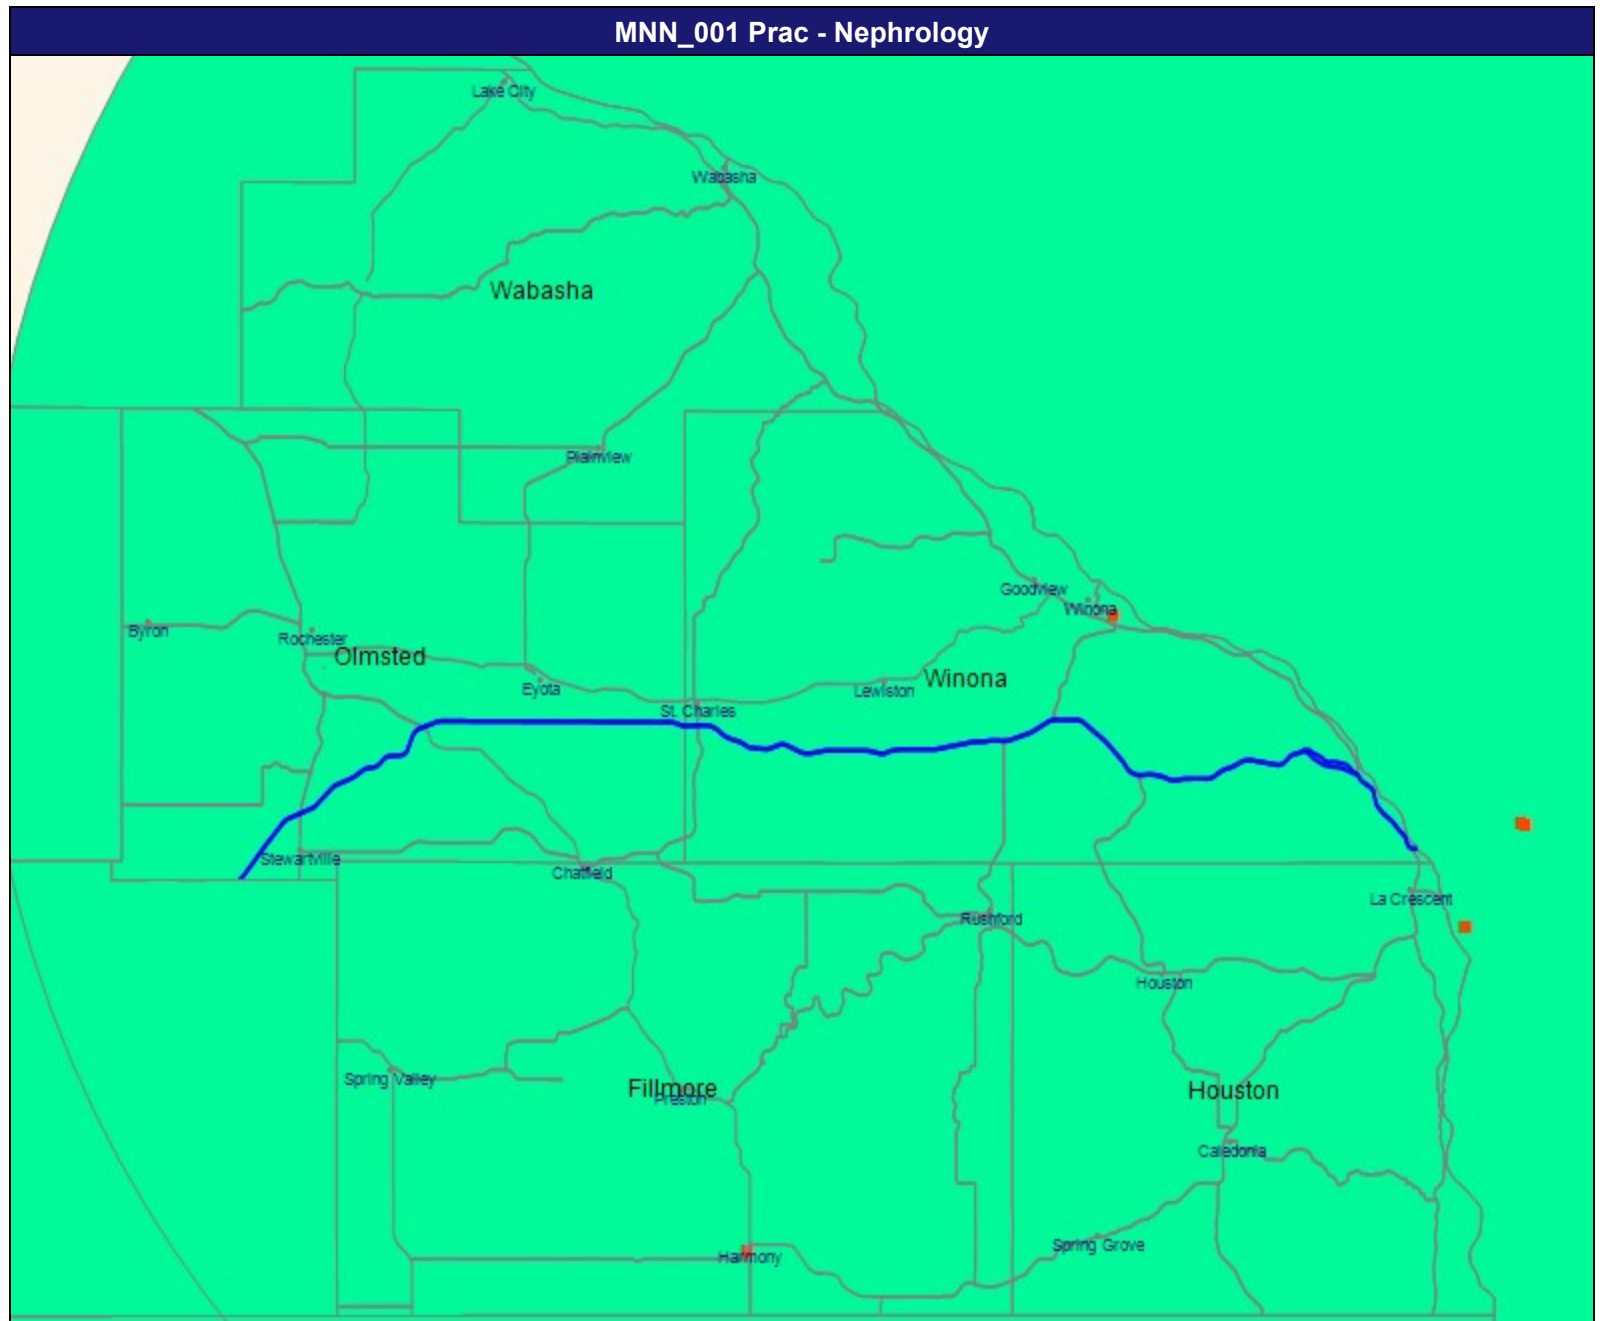 MNN_001 Prac - Nephrology
Lake City
Wabasha
Wabasha
Plainview
Goodview
Winona
Byron
Rochester
Olmsted
Eyota
Lewiston
Winona
St. Charles
Stewartville
Chatfield
La Crescent
Rushford
Houston
Spring Valley
Fillmore
Preston
Houston
Caledonia
Spring Grove
Harmony